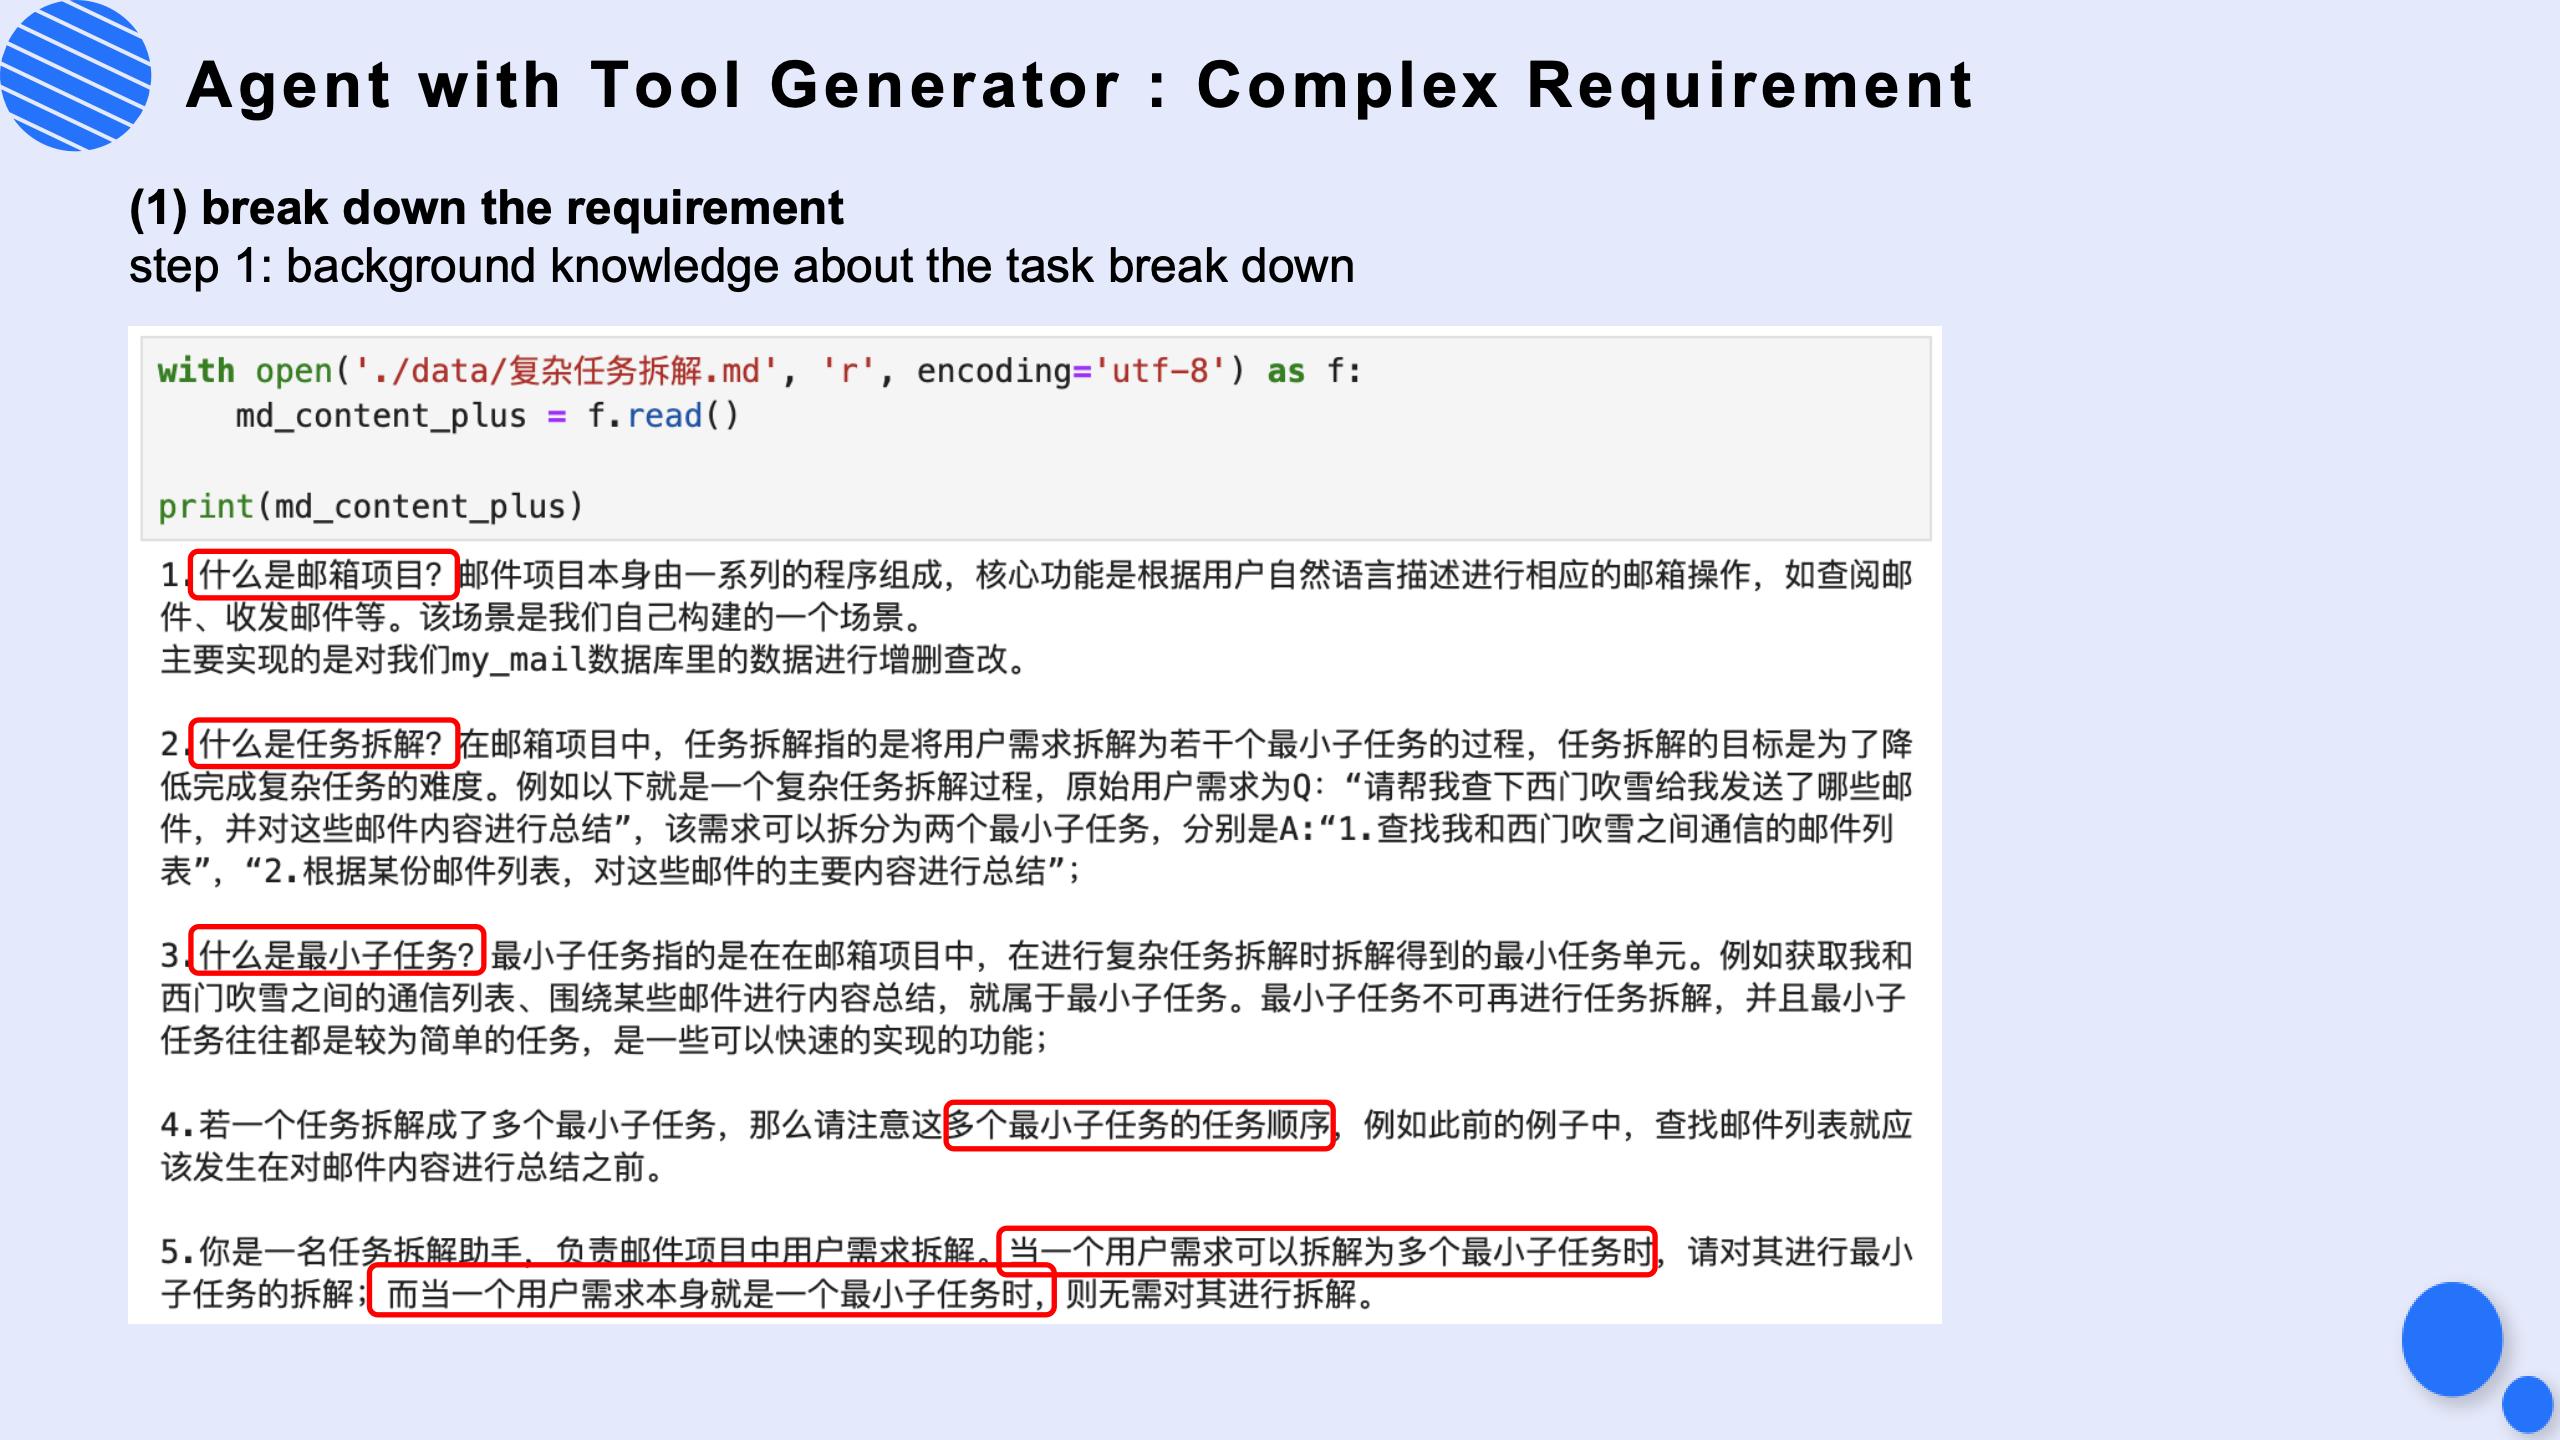 Agent with Tool Generator : Complex Requirement
(1) break down the requirement
step 1: background knowledge about the task break down
with open('./data/复杂任务拆解.md', 'r', encoding='utf-8') as f:
    md_content_plus = f.read()
print(md_content_plus)
1.什么是邮箱项目？邮件项目本身由一系列的程序组成，核心功能是根据用户自然语言描述进行相应的邮箱操作，如查阅邮
件、收发邮件等。该场景是我们自己构建的一个场景。
主要实现的是对我们my_mail数据库里的数据进行增删查改。
2.什么是任务拆解？在邮箱项目中，任务拆解指的是将用户需求拆解为若干个最小子任务的过程，任务拆解的目标是为了降
低完成复杂任务的难度。例如以下就是一个复杂任务拆解过程，原始用户需求为Q：“请帮我查下西门吹雪给我发送了哪些邮
件，并对这些邮件内容进行总结”，该需求可以拆分为两个最小子任务，分别是A:“1.查找我和西门吹雪之间通信的邮件列
表”，“2.根据某份邮件列表，对这些邮件的主要内容进行总结”；
3.什么是最小子任务？最小子任务指的是在在邮箱项目中，在进行复杂任务拆解时拆解得到的最小任务单元。例如获取我和
西门吹雪之间的通信列表、围绕某些邮件进行内容总结，就属于最小子任务。最小子任务不可再进行任务拆解，并且最小子
任务往往都是较为简单的任务，是一些可以快速的实现的功能；
4.若一个任务拆解成了多个最小子任务，那么请注意这多个最小子任务的任务顺序，例如此前的例子中，查找邮件列表就应
该发生在对邮件内容进行总结之前。
5.你是一名任务拆解助手，负责邮件项目中用户需求拆解。当一个用户需求可以拆解为多个最小子任务时，请对其进行最小
子任务的拆解；而当一个用户需求本身就是一个最小子任务时，则无需对其进行拆解。